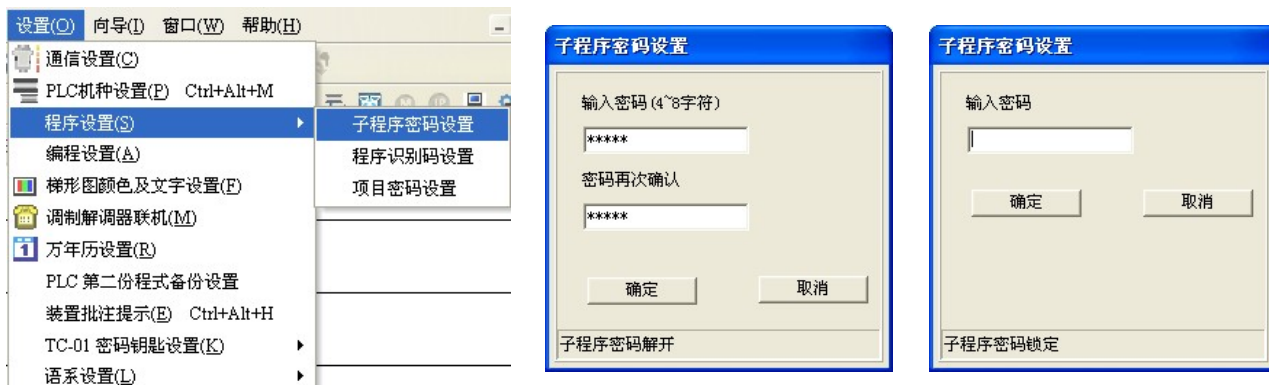 设置(O) 向导(I) 窗口(W) 帮助(H)
通信设置(C)
PLC机种设置(P) Ctrl+Alt+M
程序设置(S)
编程设置(A)
梯形图颜色及文字设置(F)
调制解调器联机(M)
万年历设置(R)
PLC 第二份程式备份设置
装置批注提示(E) Ctrl+Alt+H
TC-01 密码钥匙设置(K)
语系设置(L)
子程序密码设置
程序识别码设置
项目密码设置
子程序密码设置
输入密码(4~8字符)
*****
密码再次确认
*****
确定 取消
子程序密码解开
子程序密码设置
输入密码
确定 取消
子程序密码锁定